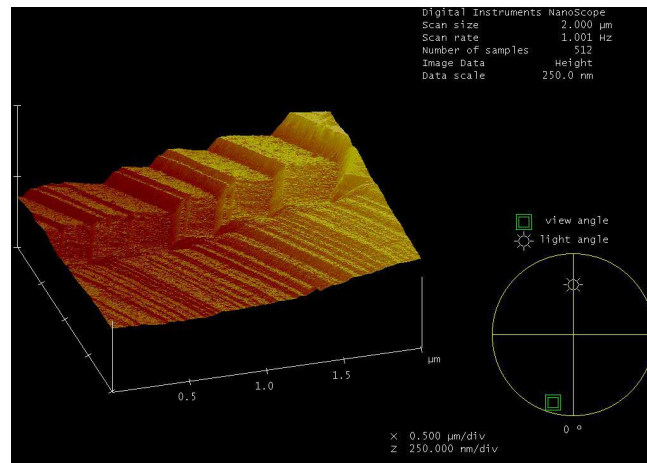 Digital Instruments NanoScope
Scan size 2.000 µm
Scan rate 1.001 Hz
Number of samples 512
Image Data Height
Data scale 250.0 nm
view angle
light angle
0.5
1.0
1.5
µm
0 º
X 0.500 µm/div
Z 250.000 nm/div